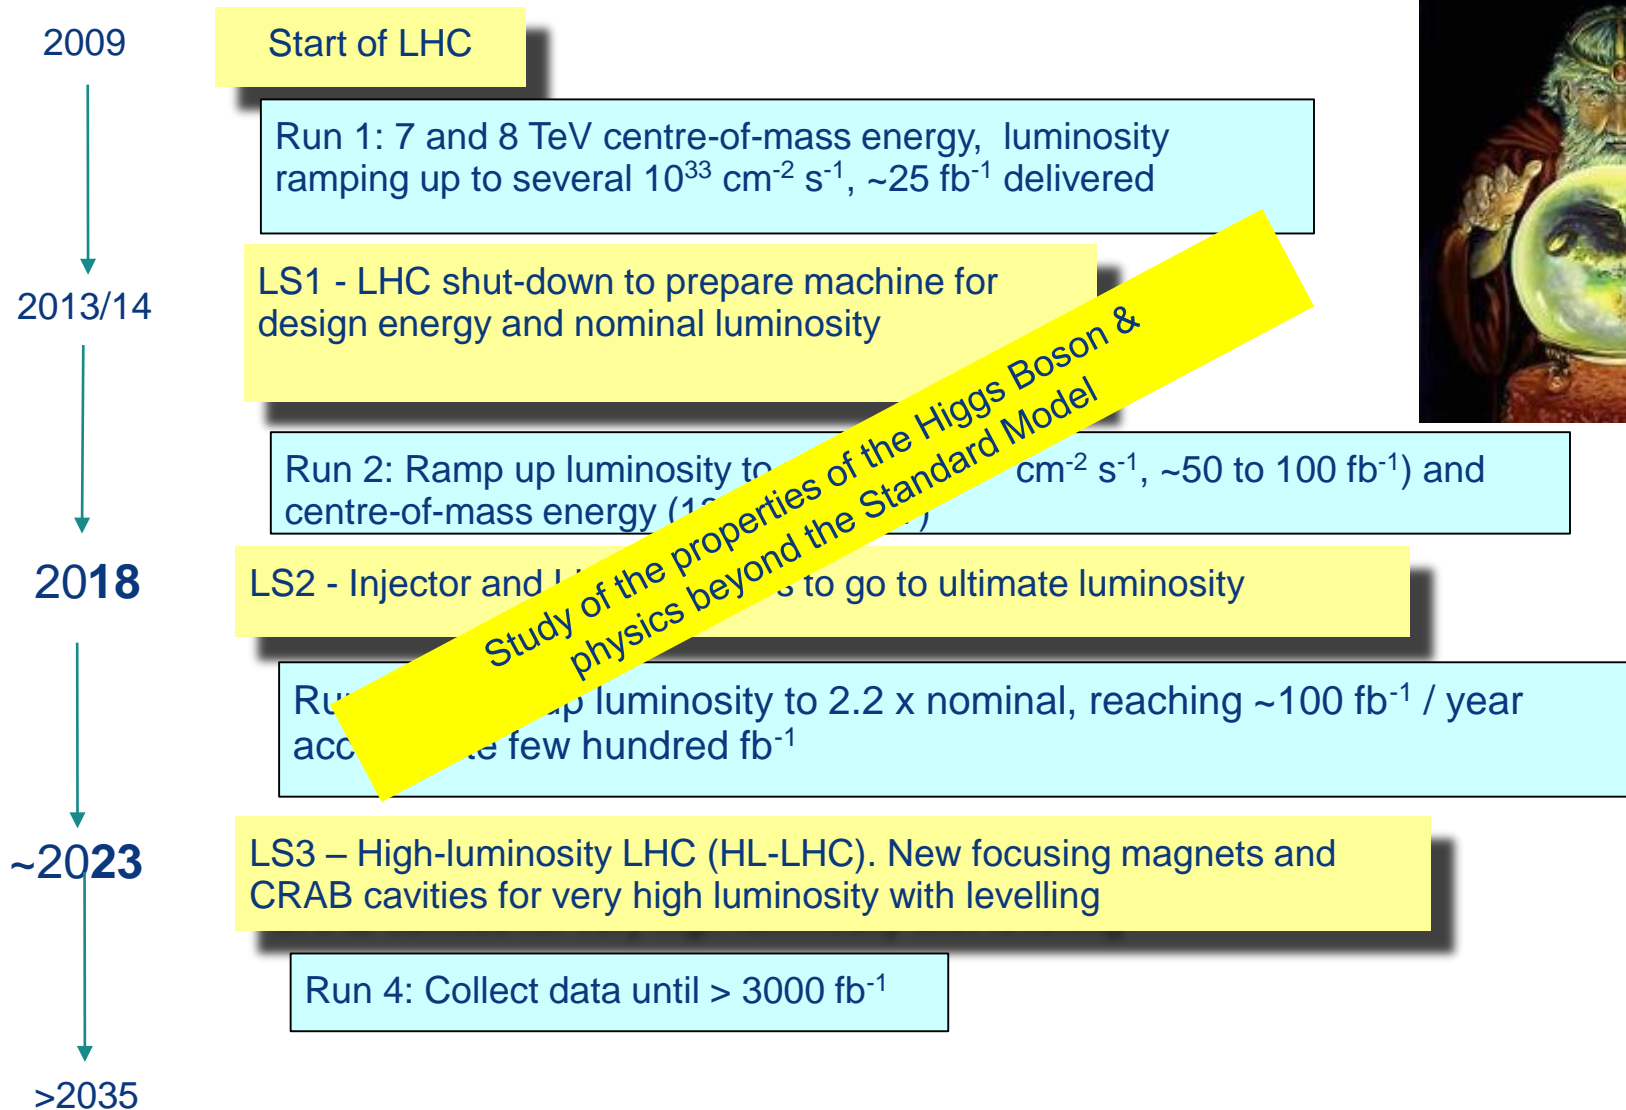 2009
Start of LHC
Run 1: 7 and 8 TeV centre-of-mass energy, luminosity
ramping up to several 10³³ cm⁻² s⁻¹, ~25 fb⁻¹ delivered
2013/14
LS1 - LHC shut-down to prepare machine for
design energy and nominal luminosity
Study of the properties of the Higgs Boson &
physics beyond the Standard Model
Run 2: Ramp up luminosity to cm⁻² s⁻¹, ~50 to 100 fb⁻¹) and
centre-of-mass energy
2018
LS2 - Injector and to go to ultimate luminosity
luminosity to 2.2 x nominal, reaching ~100 fb⁻¹ / year
few hundred fb⁻¹
~2023
LS3 – High-luminosity LHC (HL-LHC). New focusing magnets and
CRAB cavities for very high luminosity with levelling
Run 4: Collect data until > 3000 fb⁻¹
>2035